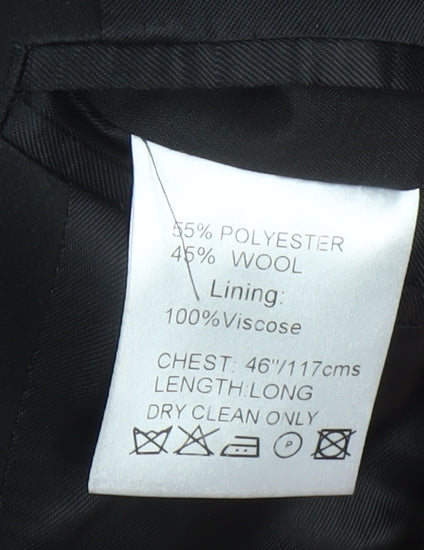 55% POLYESTER
45% WOOL
Lining:
100%Viscose
CHEST: 46"/117cms
LENGTH:LONG
DRY CLEAN ONLY
P